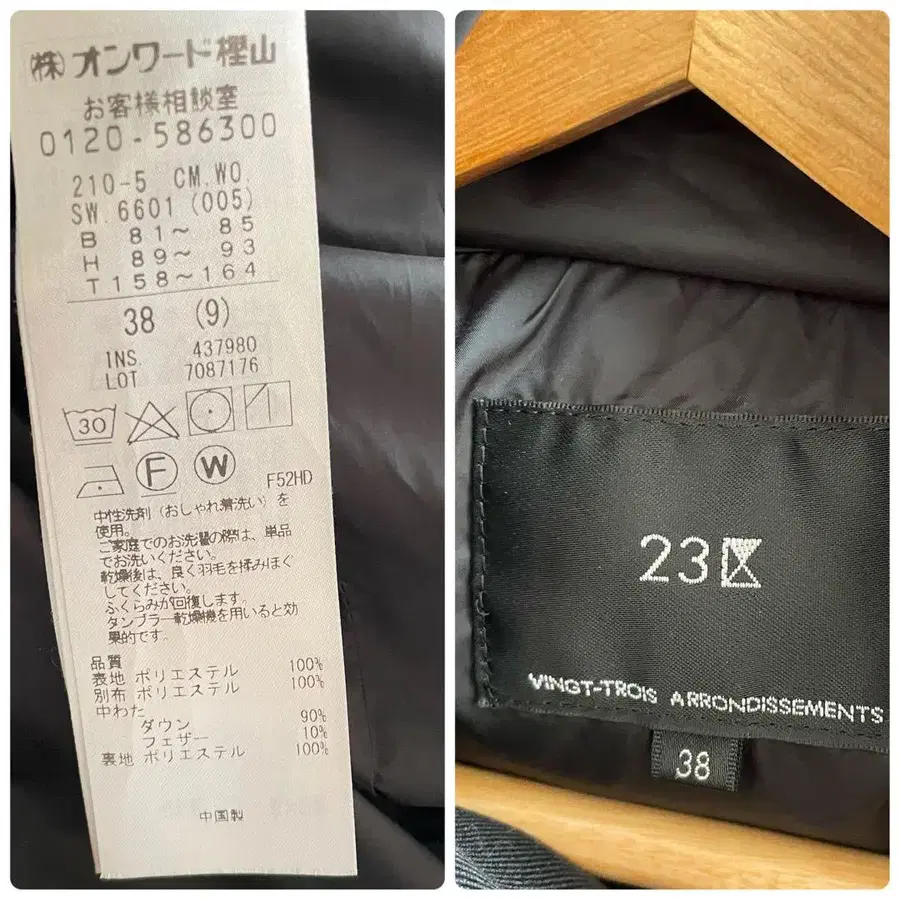 (株)オンワード樫山
お客様相談室
0120-586300
210-5 CM.WO.
SW.6601 (005)
B 81～ 85
H 89～ 93
T 158～164
38 (9)
INS. 437980
LOT 7087176
30
F W F52HD
中性洗剤(おしゃれ着洗い)を
使用。
ご家庭でのお洗濯の際は、単品
でお洗いください。
乾燥後は、良く羽毛を揉みほぐ
してください。
ふくらみが回復します。
タンブラー乾燥機を用いると効
果的です。
品質
表地 ポリエステル 100%
別布 ポリエステル 100%
中わた
ダウン 90%
フェザー 10%
裏地 ポリエステル 100%
中国製
23区
VINGT-TROIS ARRONDISSEMENTS
38